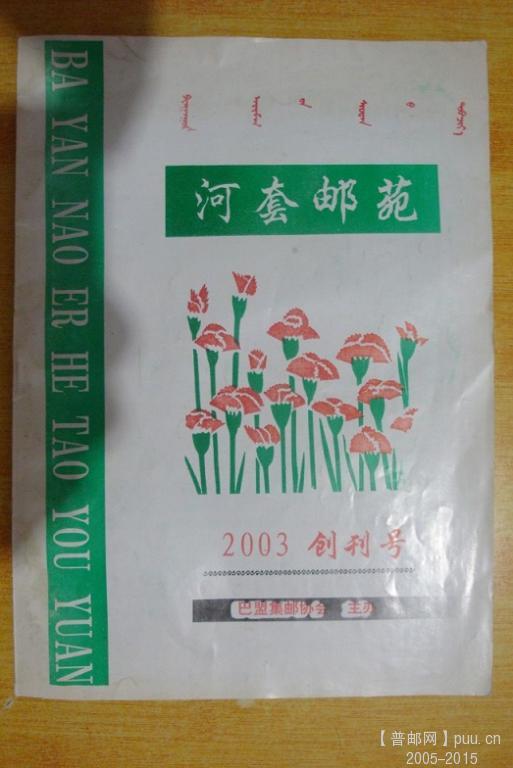 BA YAN NAO ER HE TAO YOU YUAN
河套邮苑
2003 创刊号
巴盟集邮协会 主办
【普邮网】puu.cn
2005-2015